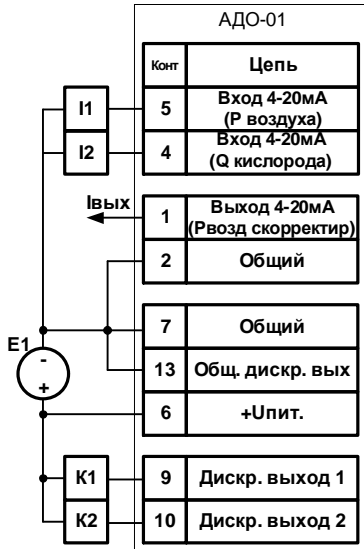 АДО-01
Конт Цепь
I1 5 Вход 4-20мА
(Р воздуха)
I2 4 Вход 4-20мА
(Q кислорода)
Iвых
1 Выход 4-20мА
(Рвозд скорректир)
2 Общий
7 Общий
E1 - +
13 Общ. дискр. вых
6 +Uпит.
К1 9 Дискр. выход 1
К2 10 Дискр. выход 2